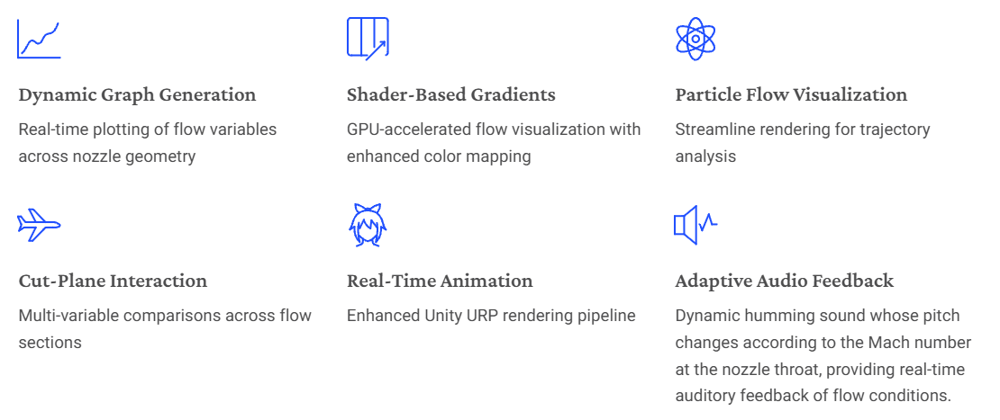 Dynamic Graph Generation
Real-time plotting of flow variables
across nozzle geometry
Shader-Based Gradients
GPU-accelerated flow visualization with
enhanced color mapping
Particle Flow Visualization
Streamline rendering for trajectory
analysis
Cut-Plane Interaction
Multi-variable comparisons across flow
sections
Real-Time Animation
Enhanced Unity URP rendering pipeline
Adaptive Audio Feedback
Dynamic humming sound whose pitch
changes according to the Mach number
at the nozzle throat, providing real-time
auditory feedback of flow conditions.